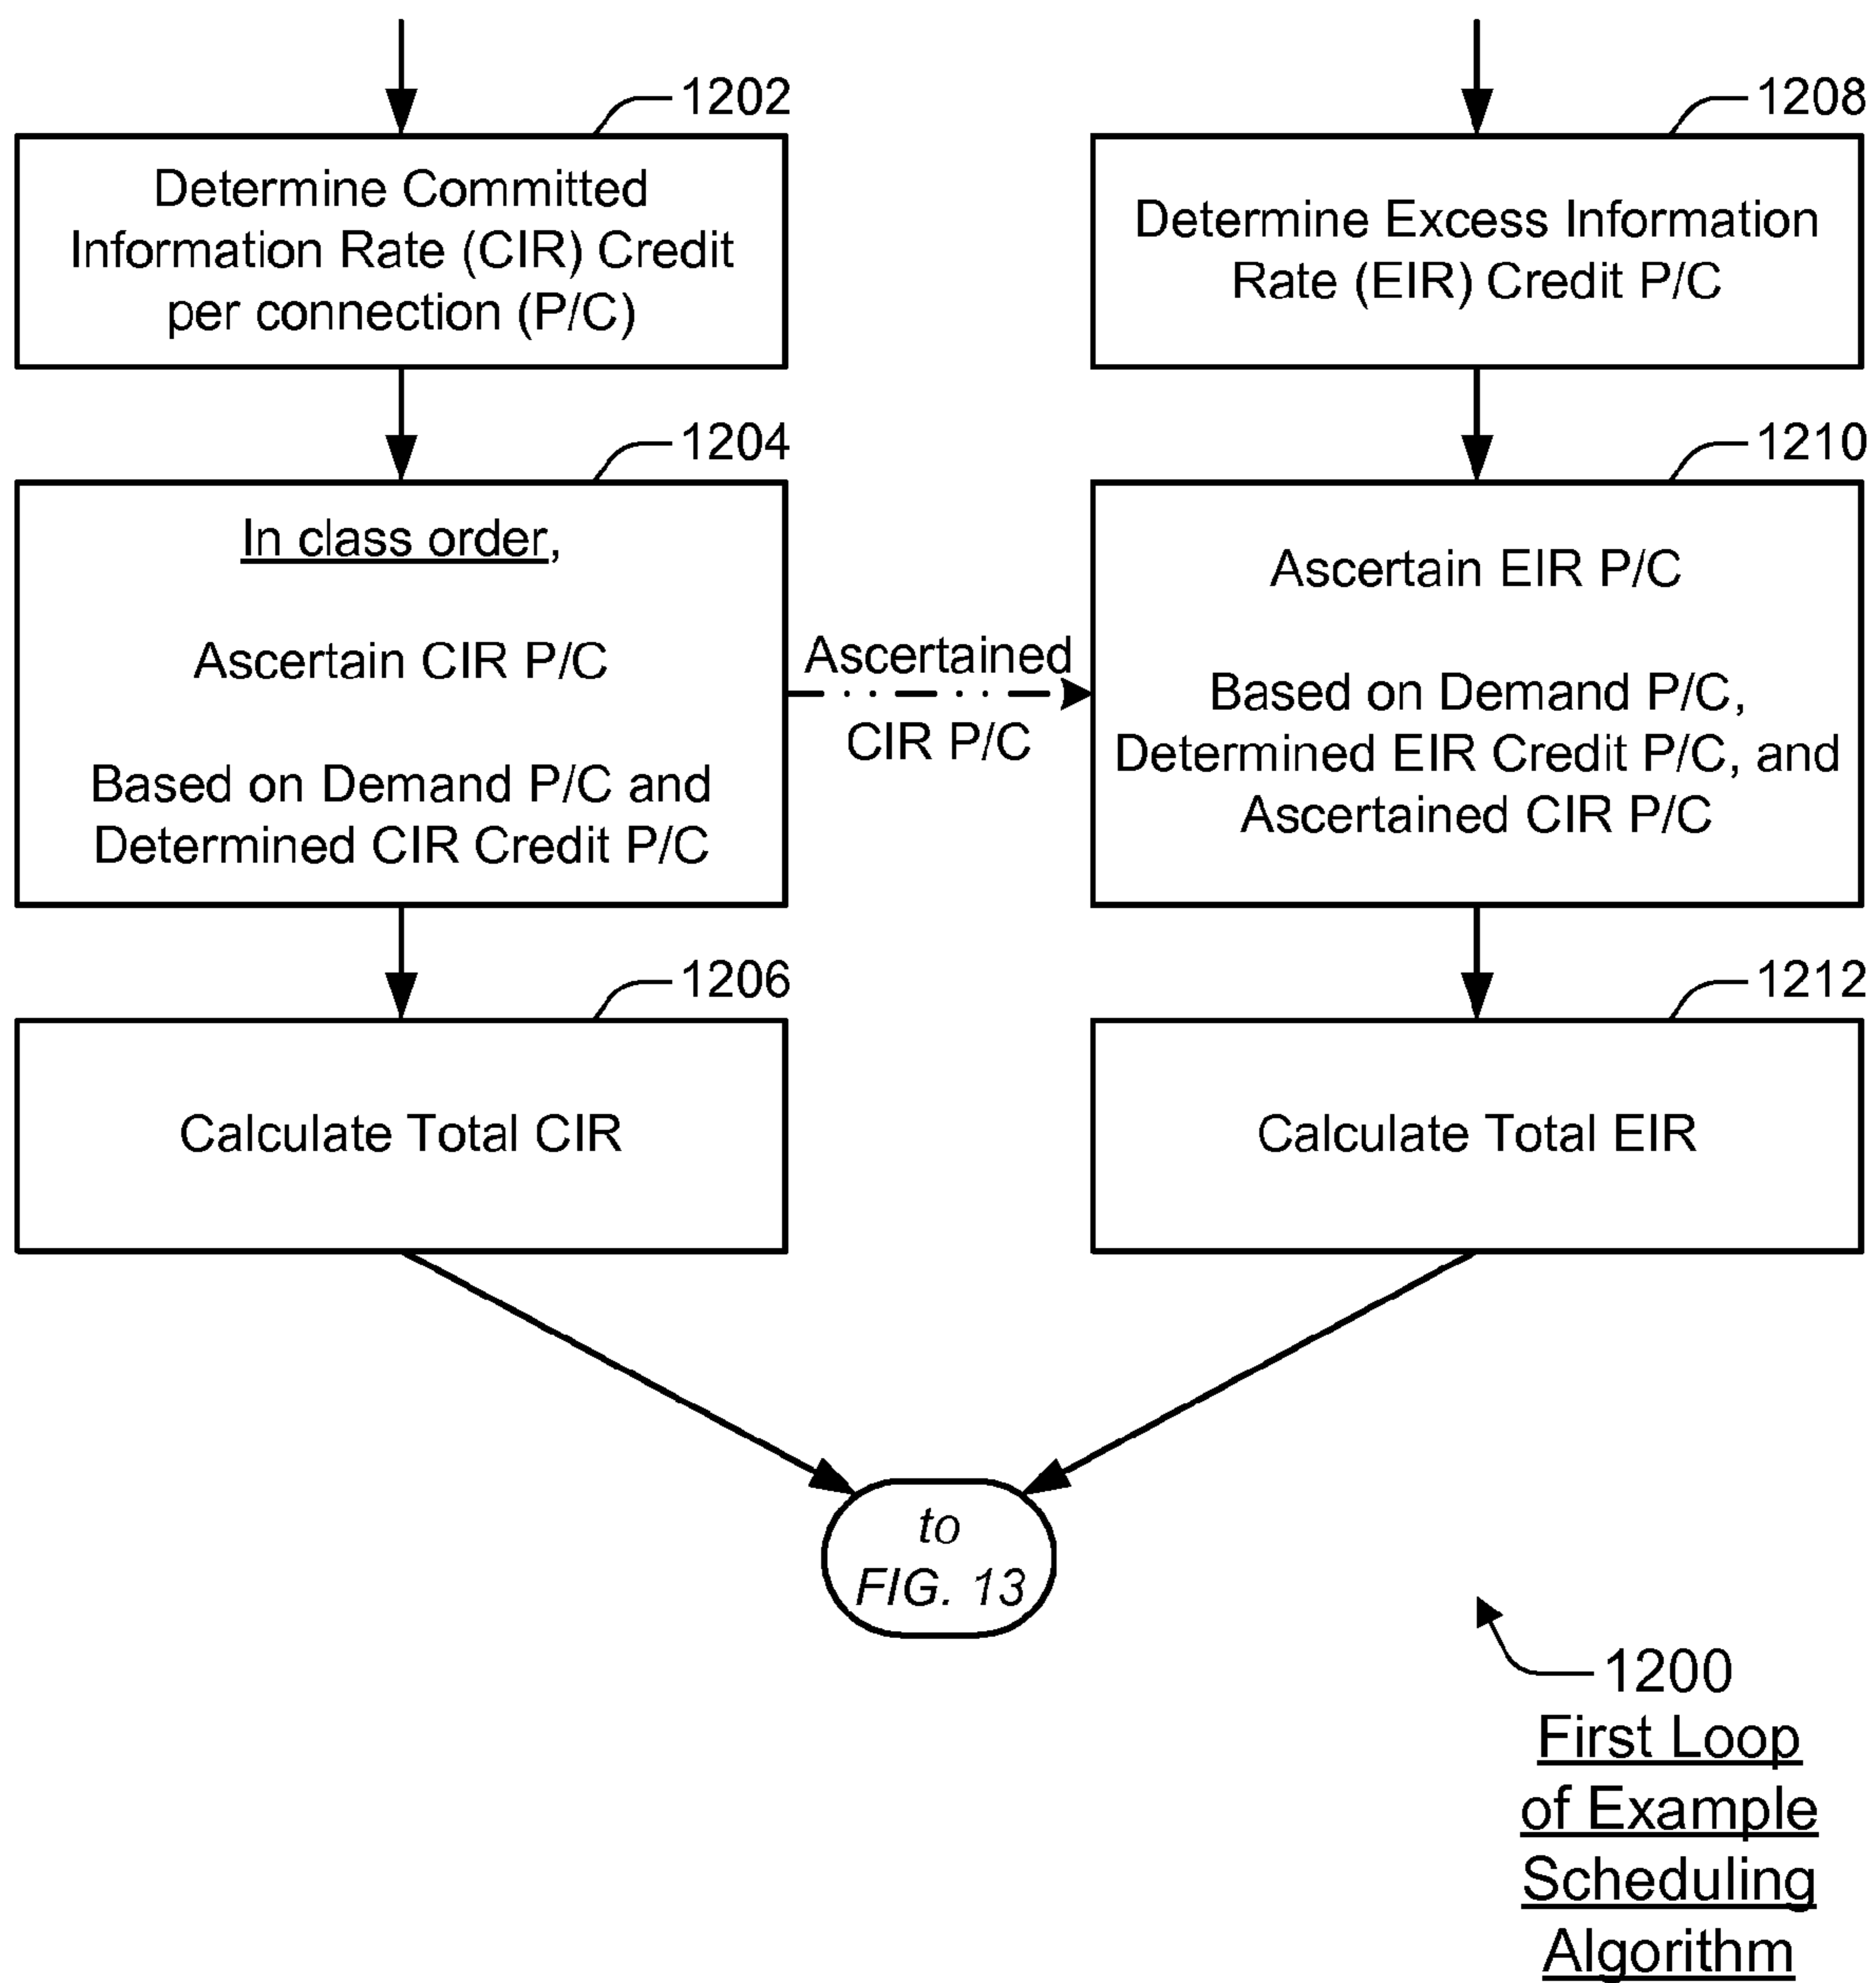 1202
Determine Committed
Information Rate (CIR) Credit
per connection (P/C)
1208
Determine Excess Information
Rate (EIR) Credit P/C
1204
In class order,
Ascertain CIR P/C
Based on Demand P/C and
Determined CIR Credit P/C
Ascertained
CIR P/C
1210
Ascertain EIR P/C
Based on Demand P/C,
Determined EIR Credit P/C, and
Ascertained CIR P/C
1206
Calculate Total CIR
1212
Calculate Total EIR
to
FIG. 13
1200
First Loop
of Example
Scheduling
Algorithm